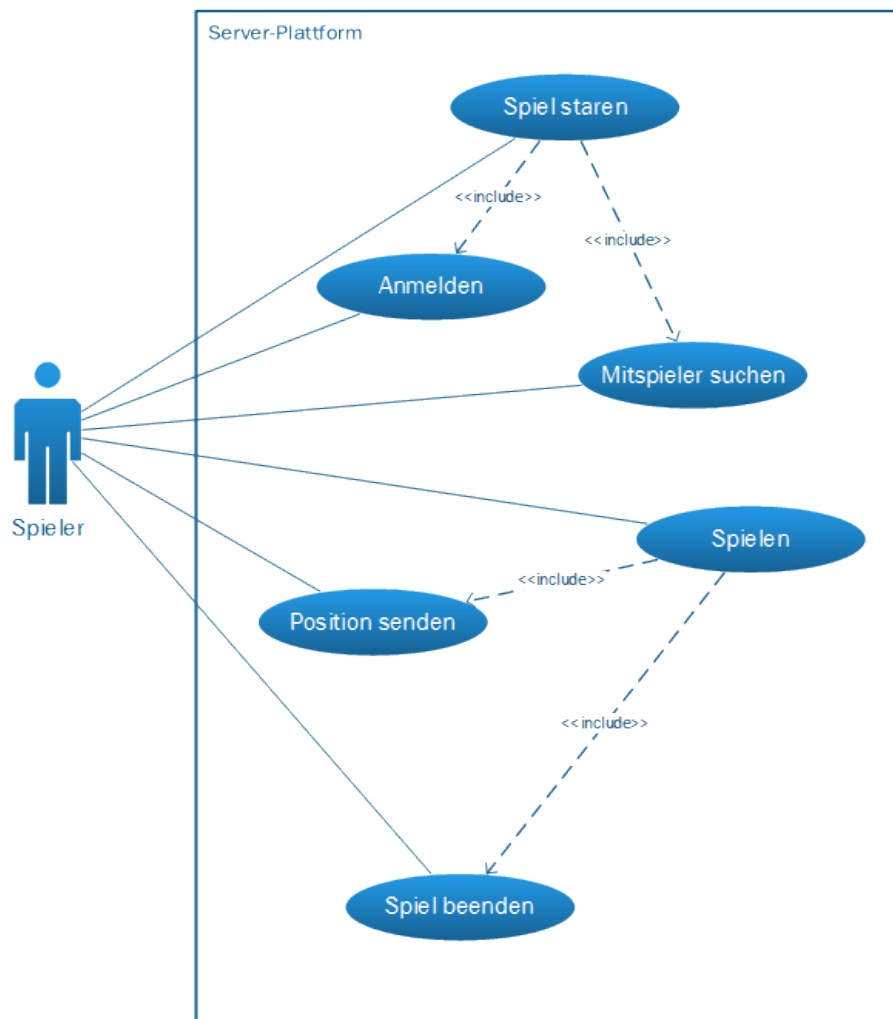 Server-Plattform
Spiel staren
<<include>>
<<include>>
Anmelden
Mitspieler suchen
Spieler
Spielen
<<include>>
Position senden
<<include>>
Spiel beenden